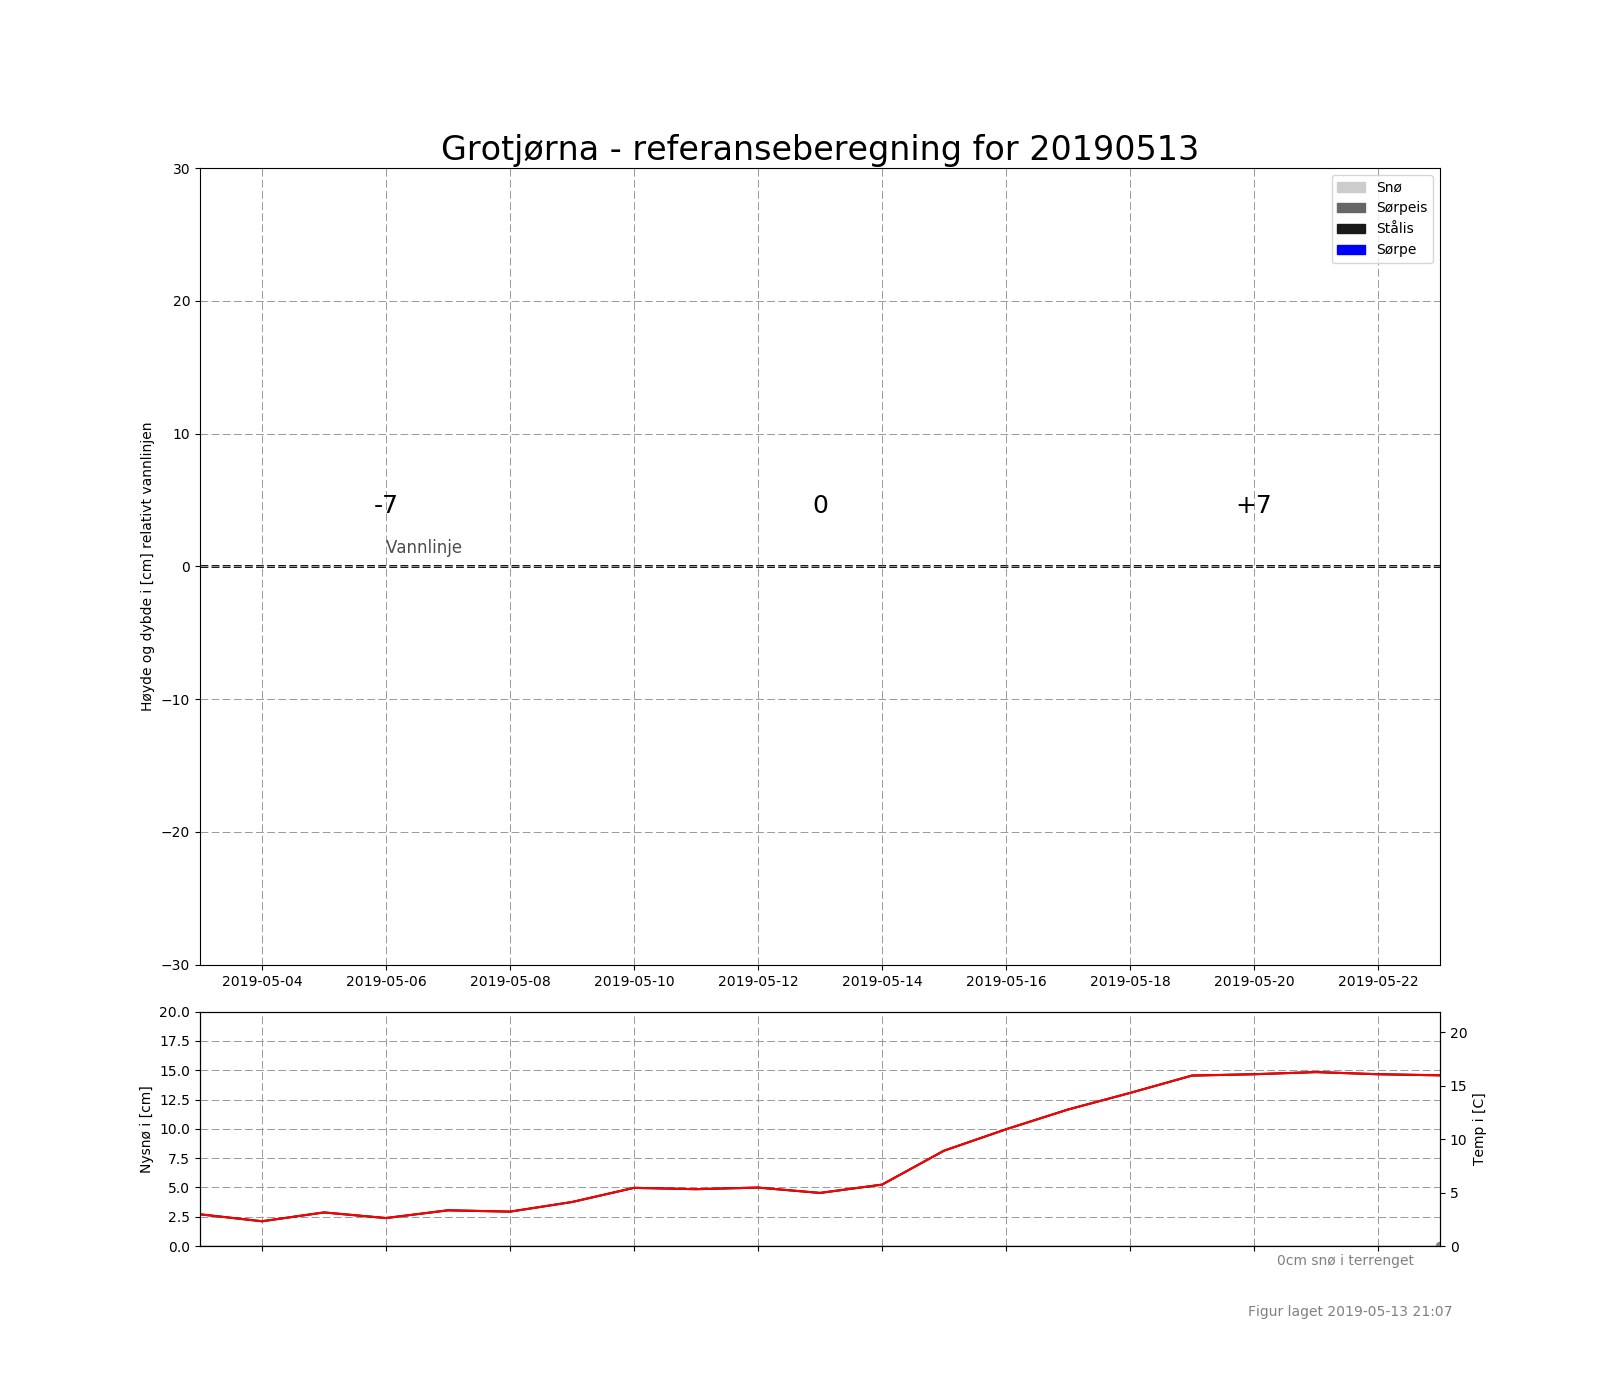 Grotjørna - referanseberegning for 20190513
30
20
10
0
−10
−20
−30
Høyde og dybde i [cm] relativt vannlinjen
Snø
Sørpeis
Stålis
Sørpe
-7
0
+7
Vannlinje
2019-05-04 2019-05-06 2019-05-08 2019-05-10 2019-05-12 2019-05-14 2019-05-16 2019-05-18 2019-05-20 2019-05-22
20.0
17.5
15.0
12.5
10.0
7.5
5.0
2.5
0.0
Nysnø i [cm]
20
15
10
5
0
Temp i [C]
0cm snø i terrenget
Figur laget 2019-05-13 21:07